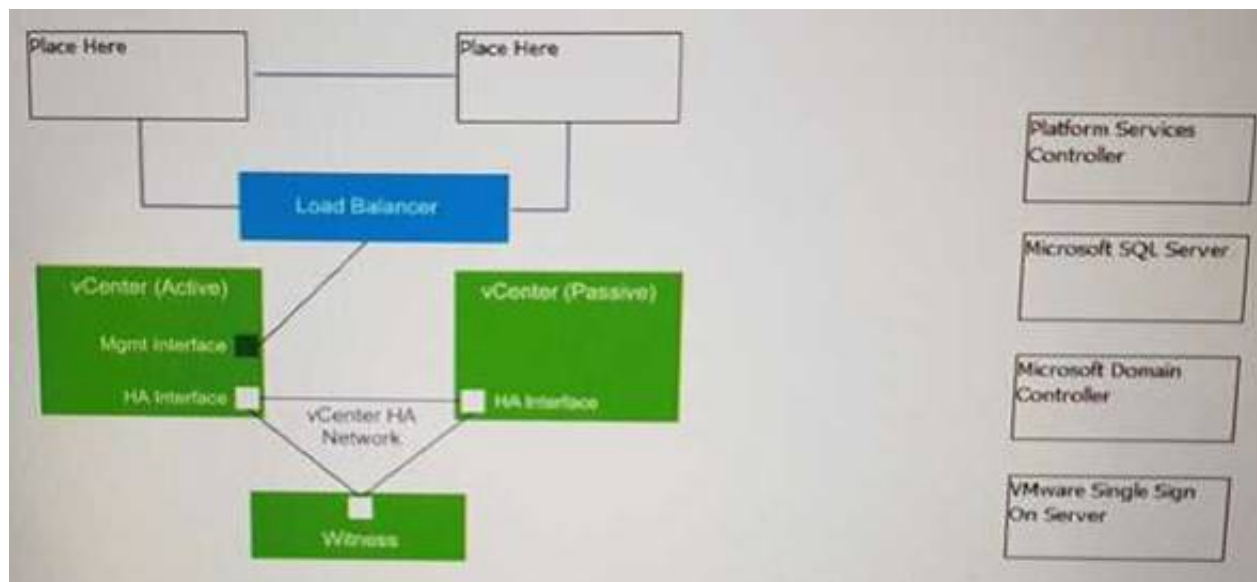 Place Here
Place Here
Platform Services
Controller
Load Balancer
Microsoft SQL Server
vCenter (Active)
vCenter (Passive)
Mgmt Interface
Microsoft Domain
Controller
HA Interface
HA Interface
vCenter HA
Network
VMware Single Sign
On Server
Witness